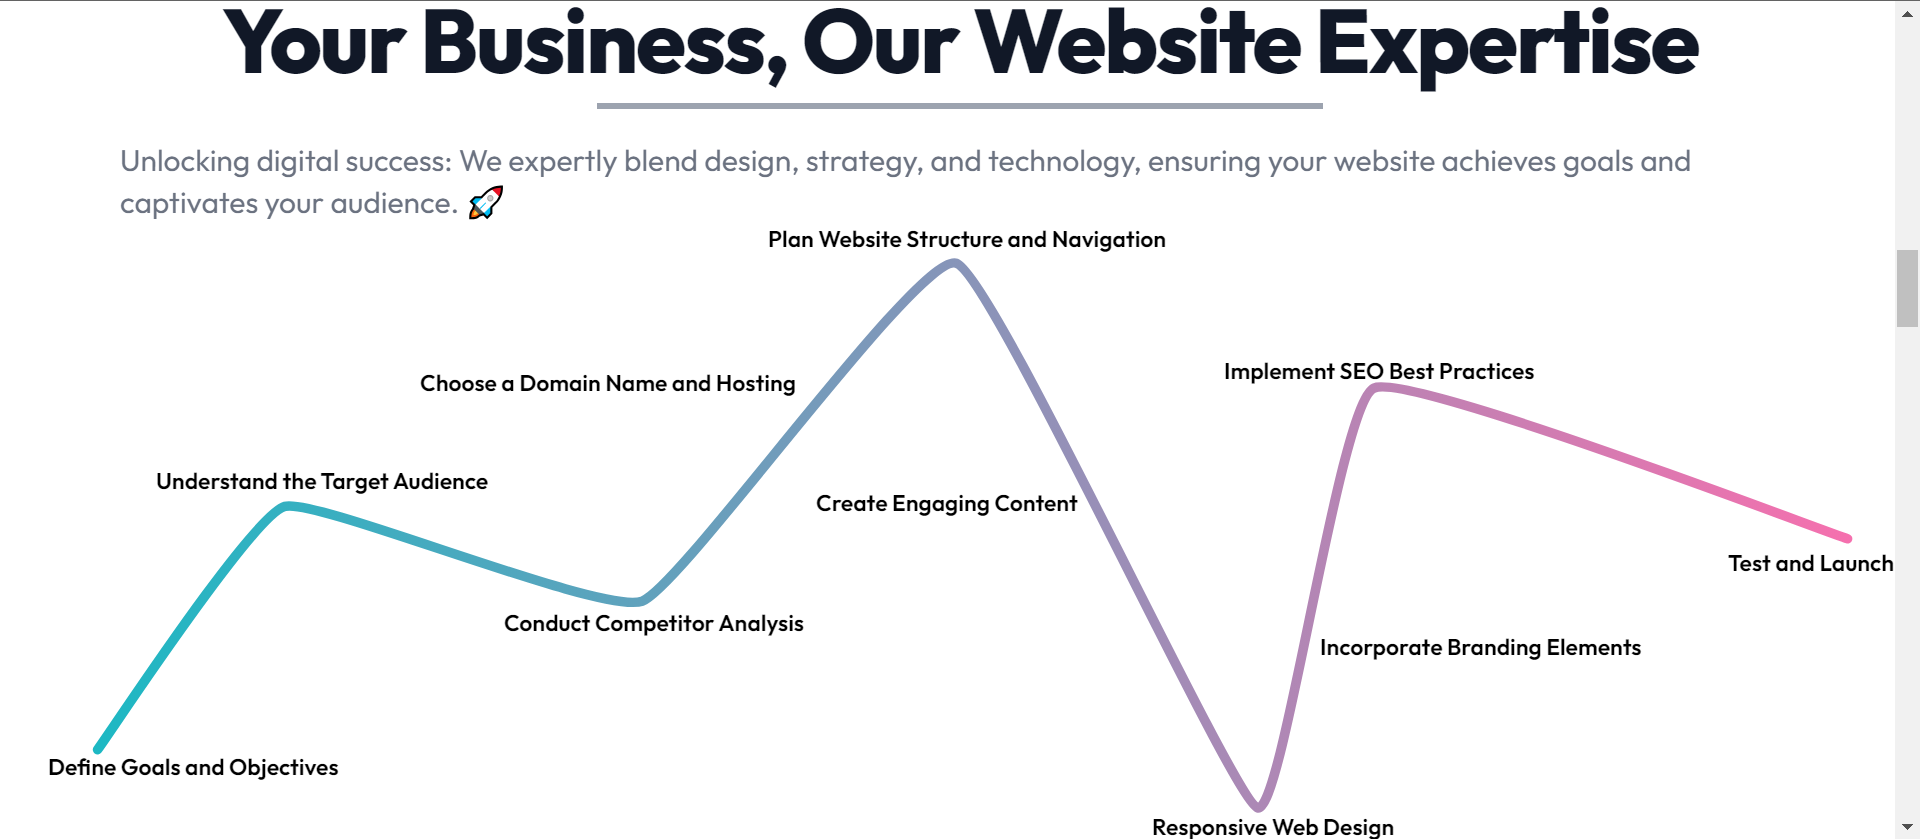 Your Business, Our Website Expertise
Unlocking digital success: We expertly blend design, strategy, and technology, ensuring your website achieves goals and
captivates your audience. 🚀
Plan Website Structure and Navigation
Implement SEO Best Practices
Choose a Domain Name and Hosting
Understand the Target Audience
Create Engaging Content
Test and Launch
Conduct Competitor Analysis
Incorporate Branding Elements
Define Goals and Objectives
Responsive Web Design